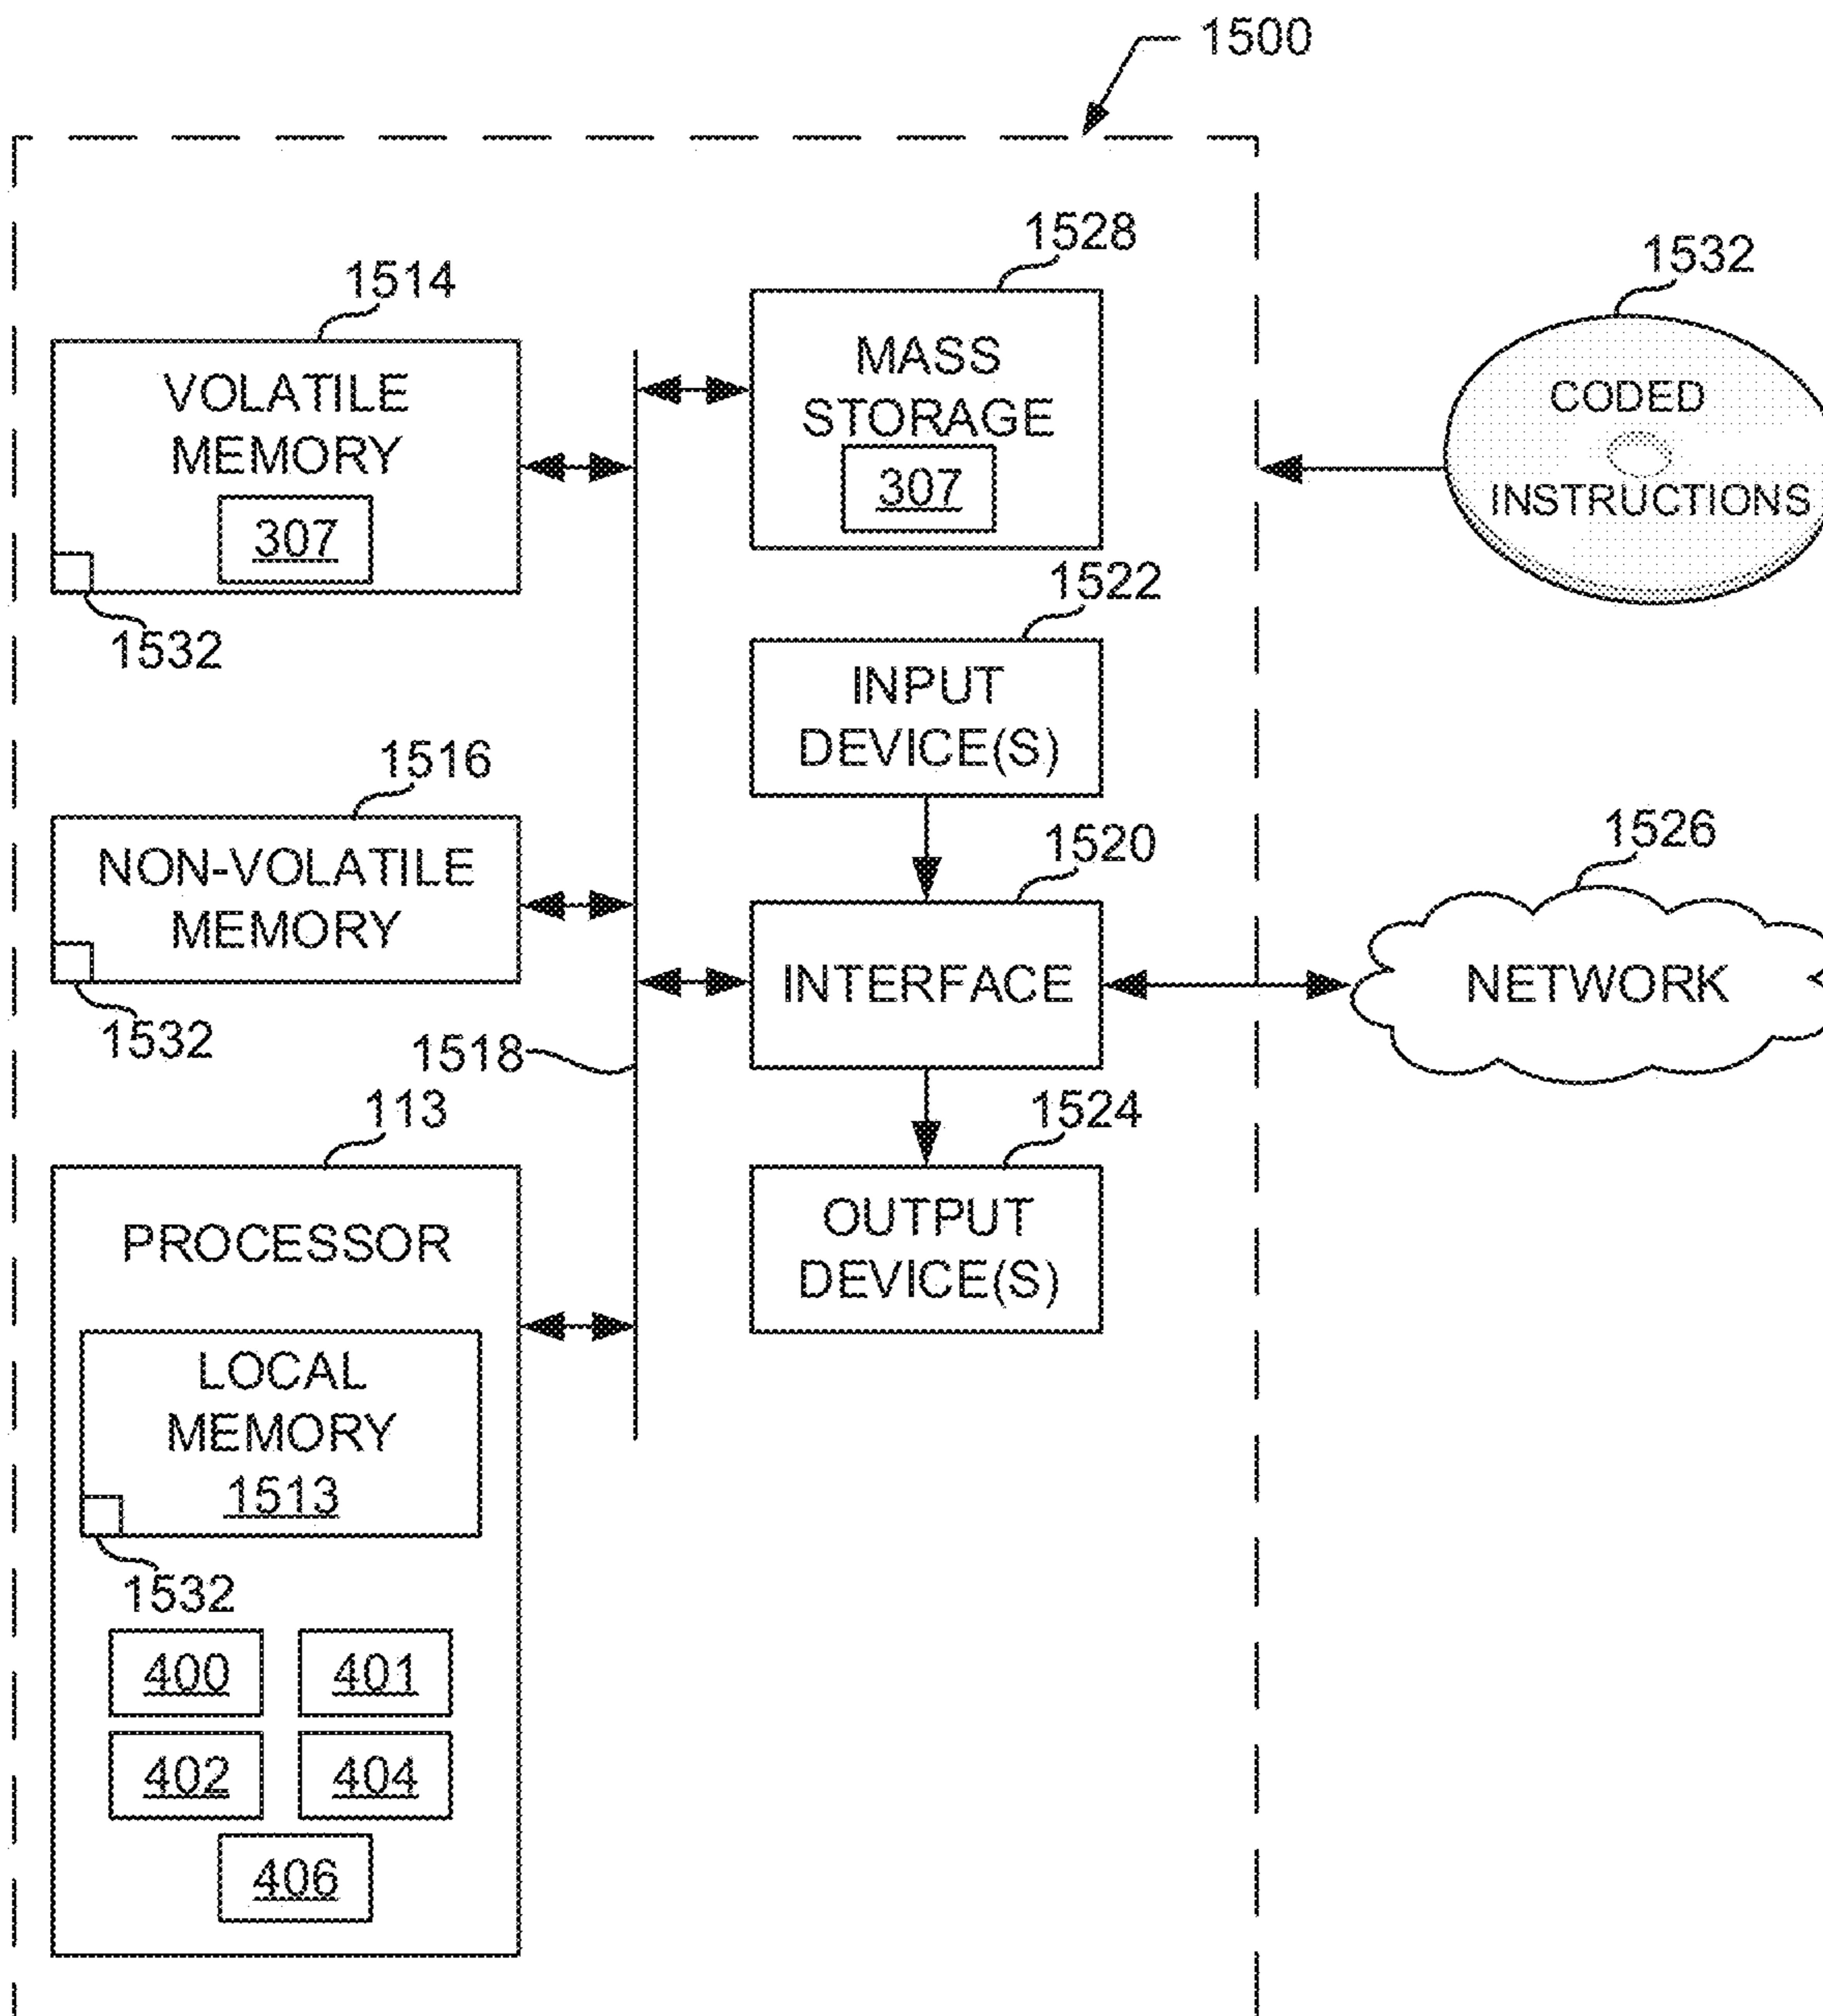 1500
1528
1532
1514
MASS
STORAGE
307
VOLATILE
MEMORY
307
CODED
INSTRUCTIONS
1532
1522
INPUT
DEVICE(S)
1516
1520
1526
NON-VOLATILE
MEMORY
INTERFACE
NETWORK
1532
1518
113
1524
PROCESSOR
OUTPUT
DEVICE(S)
LOCAL
MEMORY
1513
1532
400
401
402
404
406